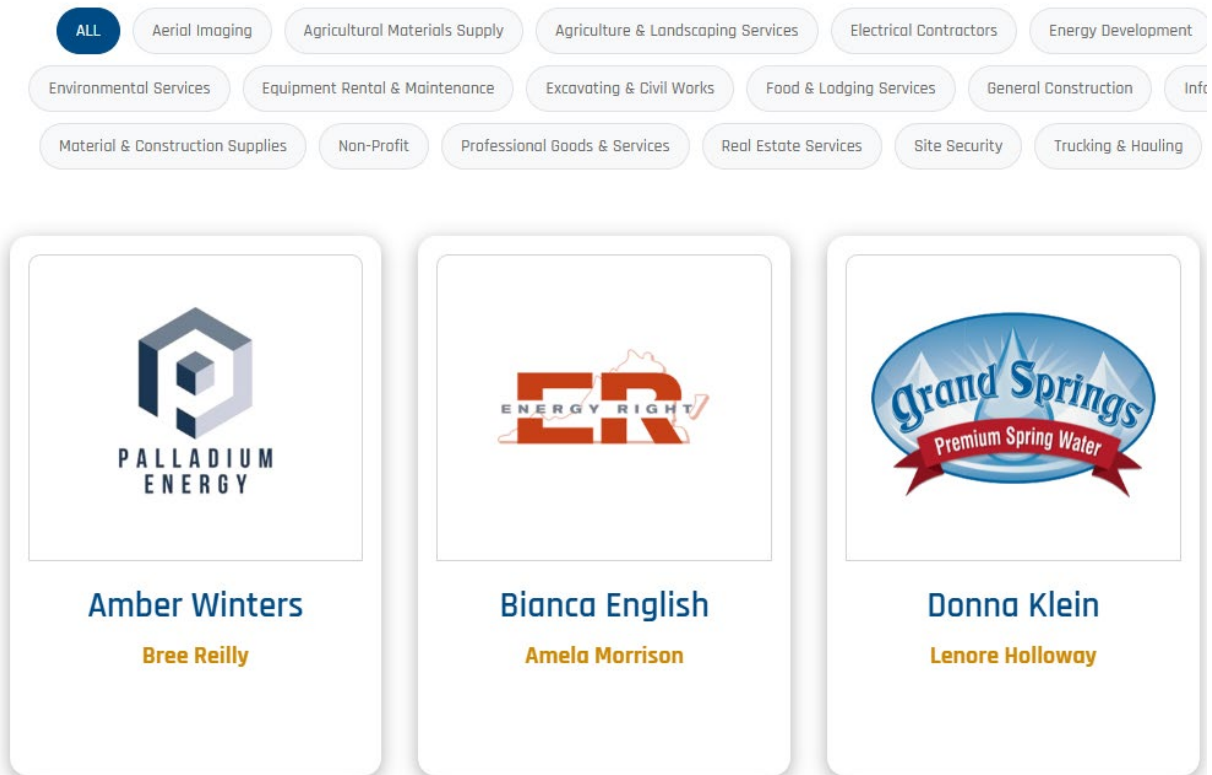 ALL Aerial Imaging Agricultural Materials Supply Agriculture & Landscaping Services Electrical Contractors Energy Development
Environmental Services Equipment Rental & Maintenance Excavating & Civil Works Food & Lodging Services General Construction
Material & Construction Supplies Non-Profit Professional Goods & Services Real Estate Services Site Security Trucking & Hauling
PALLADIUM
ENERGY
Amber Winters
Bree Reilly
ER
ENERGY RIGHT
Bianca English
Amela Morrison
Grand Springs
Premium Spring Water
Donna Klein
Lenore Holloway